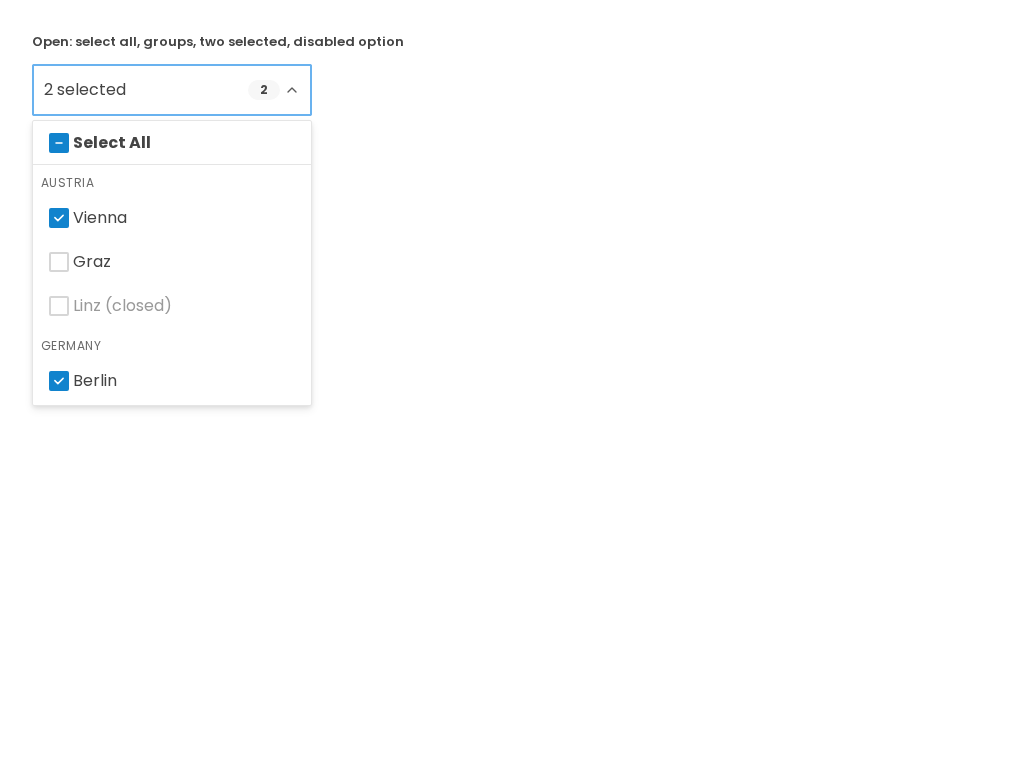 Open: select all, groups, two selected, disabled option
2 selected 2
Select All
AUSTRIA
Vienna
Graz
Linz (closed)
GERMANY
Berlin